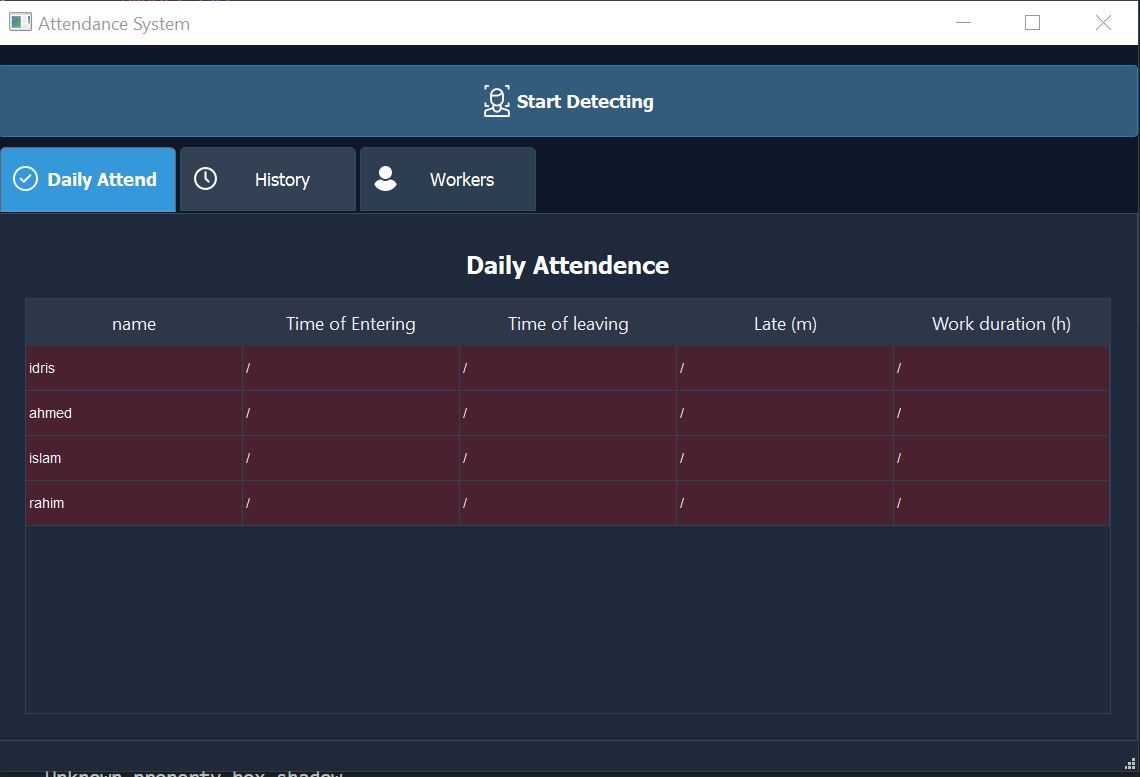 Attendance System
Start Detecting
Daily Attend History Workers
Daily Attendence
name Time of Entering Time of leaving Late (m) Work duration (h)
idris / / / /
ahmed / / / /
islam / / / /
rahim / / / /
Unknown property box-shadow